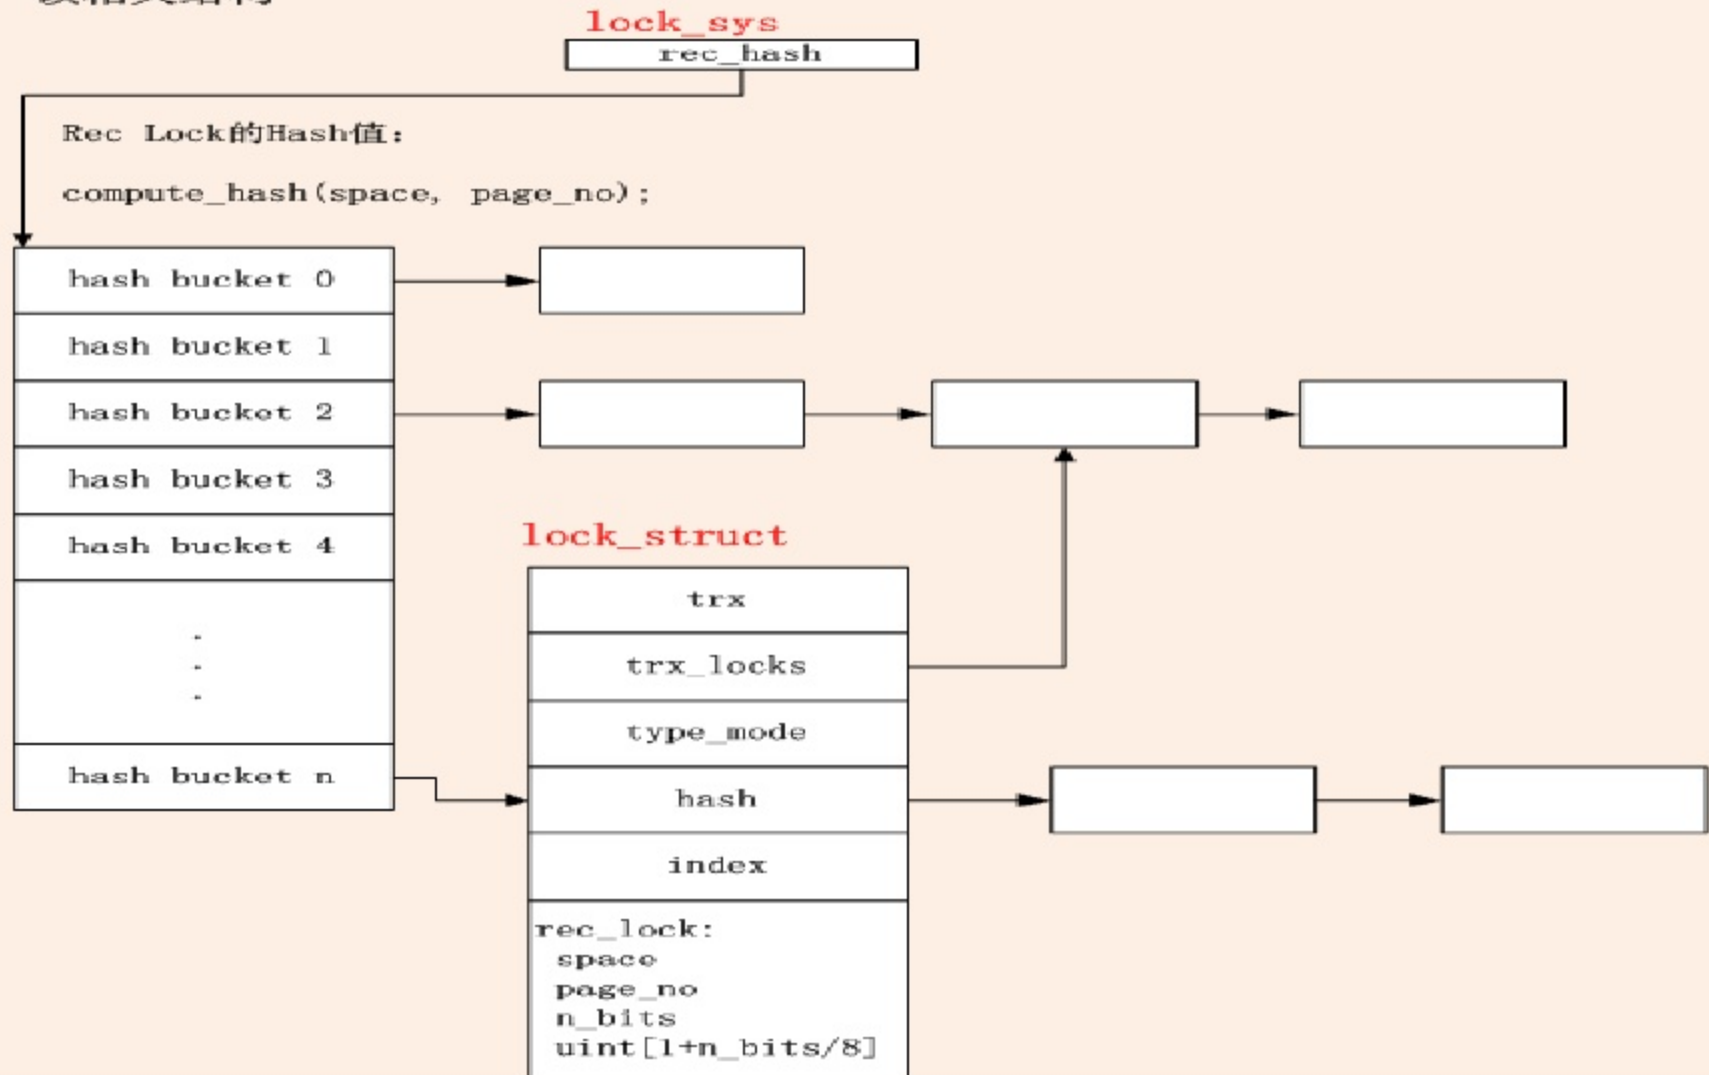 lock_sys
rec_hash
Rec Lock的Hash值：
compute_hash(space, page_no);
hash bucket 0
hash bucket 1
hash bucket 2
hash bucket 3
hash bucket 4
.
.
.
hash bucket n
lock_struct
trx
trx_locks
type_mode
hash
index
rec_lock:
space
page_no
n_bits
uint[1+n_bits/8]